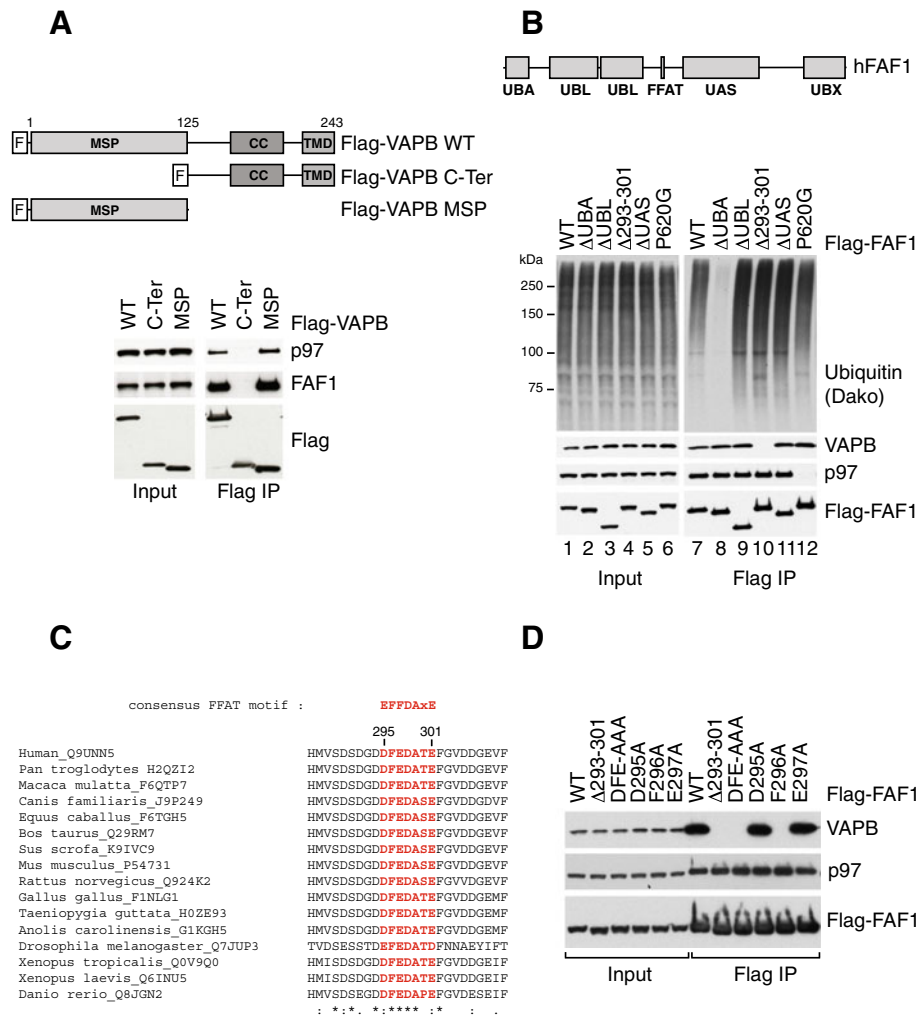 A
1 125 243
F MSP CC TMD Flag-VAPB WT
F CC TMD Flag-VAPB C-Ter
F MSP Flag-VAPB MSP
WT C-Ter MSP WT C-Ter MSP Flag-VAPB
p97
FAF1
Flag
Input Flag IP
B
hFAF1
UBA UBL UBL FFAT UAS UBX
WT ΔUBA ΔUBL Δ293-301 ΔUAS P620G WT ΔUBA ΔUBL Δ293-301 ΔUAS P620G Flag-FAF1
kDa
250
150
100
75
Ubiquitin
(Dako)
VAPB
p97
Flag-FAF1
1 2 3 4 5 6 7 8 9 10 11 12
Input Flag IP
C
consensus FFAT motif : EFFDAxE
295 301
Human_Q9UNN5 HMVSDSDGDDFEDATEFGVDDGEVF
Pan troglodytes H2QZI2 HMVSDSDGDDFEDATEFGVDDGEVF
Macaca mulatta_F6QTP7 HMVSDSDGDDFEDATEFGVDDGEVF
Canis familiaris_J9P249 HMVSDSDGDDFEDASEFGVDDGDVF
Equus caballus_F6TGH5 HMVSDSDGDDFEDASEFGVDDGEVF
Bos taurus_Q29RM7 HMVSDSDGDDFEDASEFGVDDGEVF
Sus scrofa_K9IVC9 HMVSDSDGDDFEDASEFGVDDGEVF
Mus musculus_P54731 HMVSDSDGDDFEDASEFGVDDGEVF
Rattus norvegicus_Q924K2 HMVSDSDGDDFEDASEFGVVDGEVF
Gallus gallus_F1NLG1 HMVSDSDGDDFEDATEFGVDDGEMF
Taeniopygia guttata_H0ZE93 HMVSDSDGDDFEDATEFGVDDGEMF
Anolis carolinensis_G1KGH5 HMVSDSDGDDFEDATEFGVDDGEMF
Drosophila melanogaster_Q7JUP3 TVDSESSTDEFEDATDFNNAEYIFT
Xenopus tropicalis_Q0V9Q0 HMISDSDGDDFEDATEFGVDDGEIF
Xenopus laevis_Q6INU5 HMISDSDGDDFEDATEFGVDDGEIF
Danio rerio_Q8JGN2 HMVSDSEGDDFEDAPEFGVDESEIF
: *:*. *:**** :* : .
D
WT Δ293-301 DFE-AAA D295A F296A E297A WT Δ293-301 DFE-AAA D295A F296A E297A Flag-FAF1
VAPB
p97
Flag-FAF1
Input Flag IP